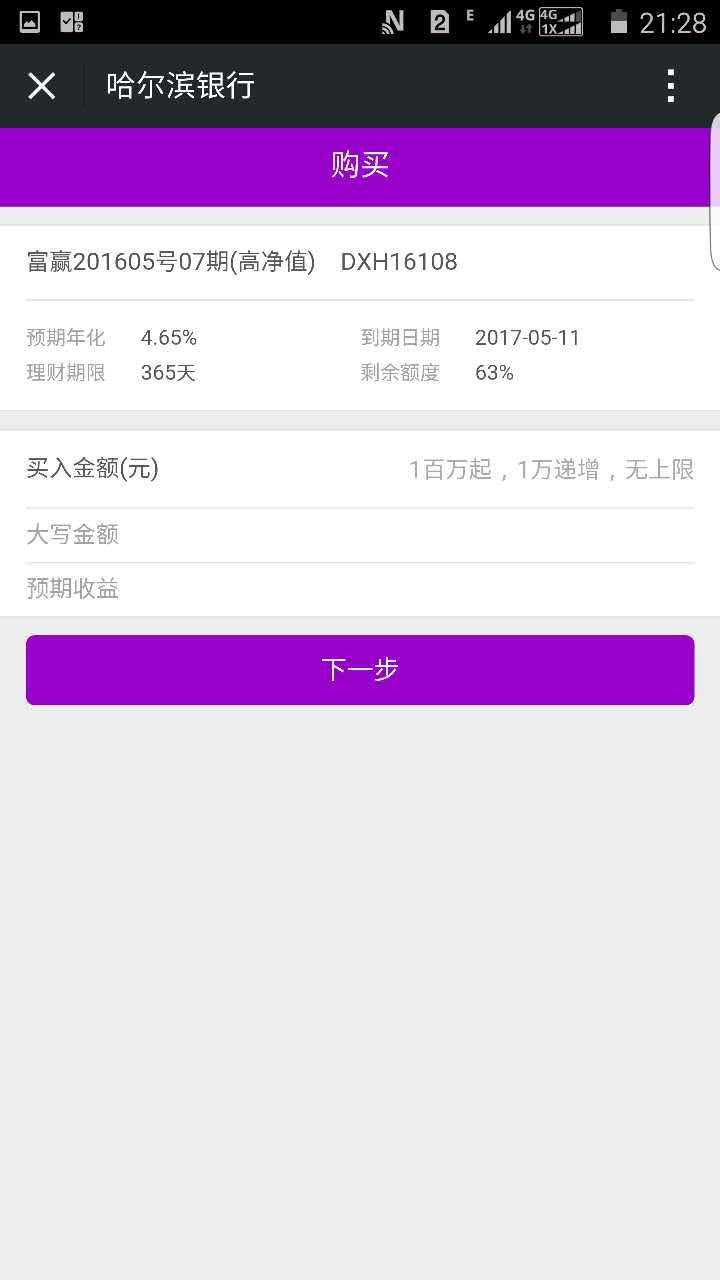 2 E 4G 4G 1X 21:28
哈尔滨银行
购买
富赢201605号07期(高净值) DXH16108
预期年化 4.65% 到期日期 2017-05-11
理财期限 365天 剩余额度 63%
买入金额(元) 1百万起，1万递增，无上限
大写金额
预期收益
下一步